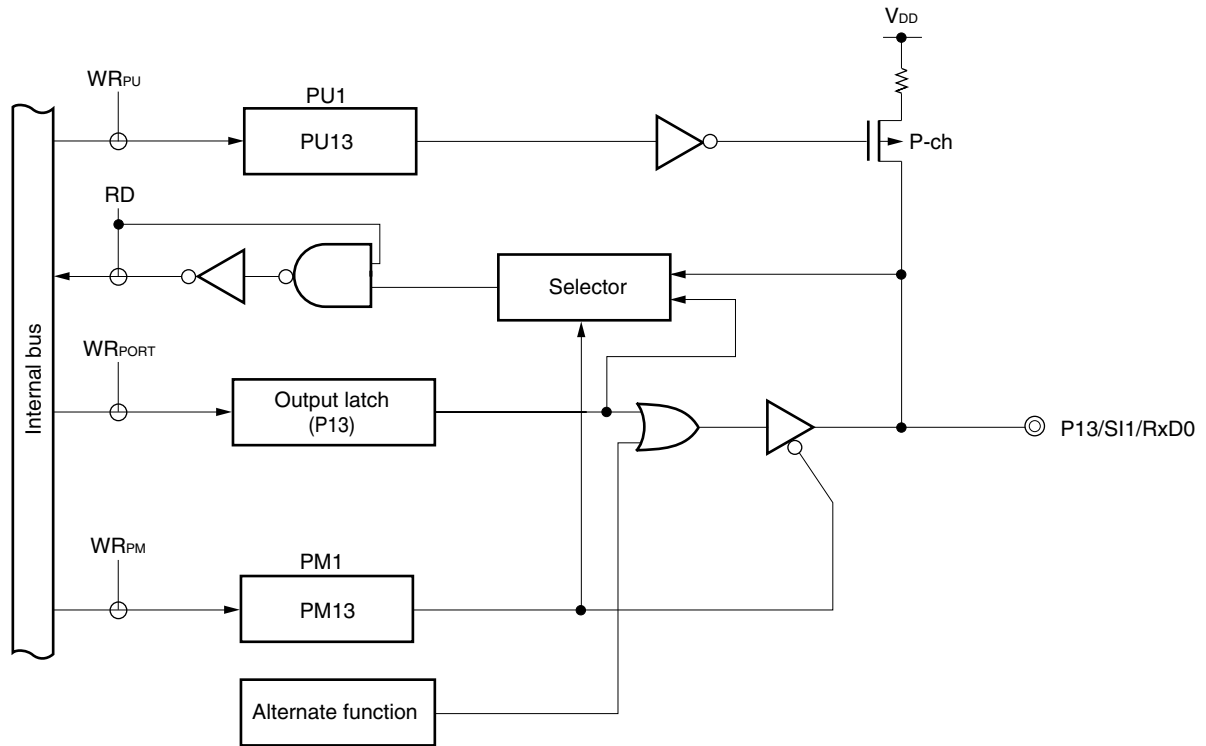 VDD
WRPU
PU1
PU13
P-ch
RD
Selector
Internal bus
WRPORT
Output latch
(P13)
P13/SI1/RxD0
WRPM
PM1
PM13
Alternate function